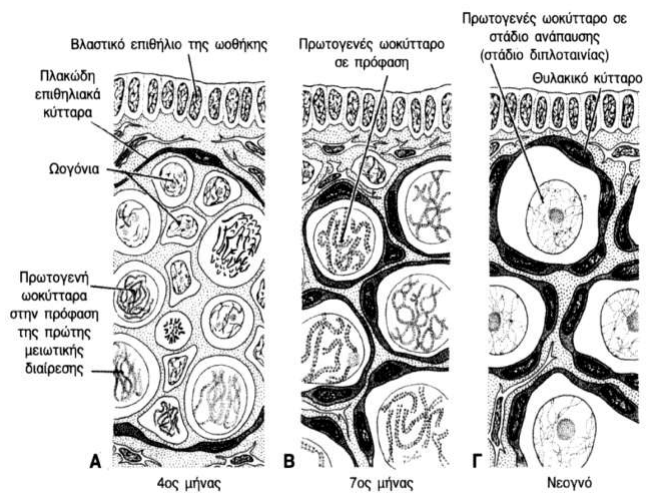 Βλαστικό επιθήλιο της ωοθήκης
Πλακώδη
επιθηλιακά
κύτταρα
Ωογόνια
Πρωτογενή
ωοκύτταρα
στην πρόφαση
της πρώτης
μειωτικής
διαίρεσης
Α
4ος μήνας
Πρωτογενές ωοκύτταρο
σε πρόφαση
Β
7ος μήνας
Πρωτογενές ωοκύτταρο σε
στάδιο ανάπαυσης
(στάδιο διπλοταινίας)
Θυλακικό κύτταρο
Γ
Νεογνό